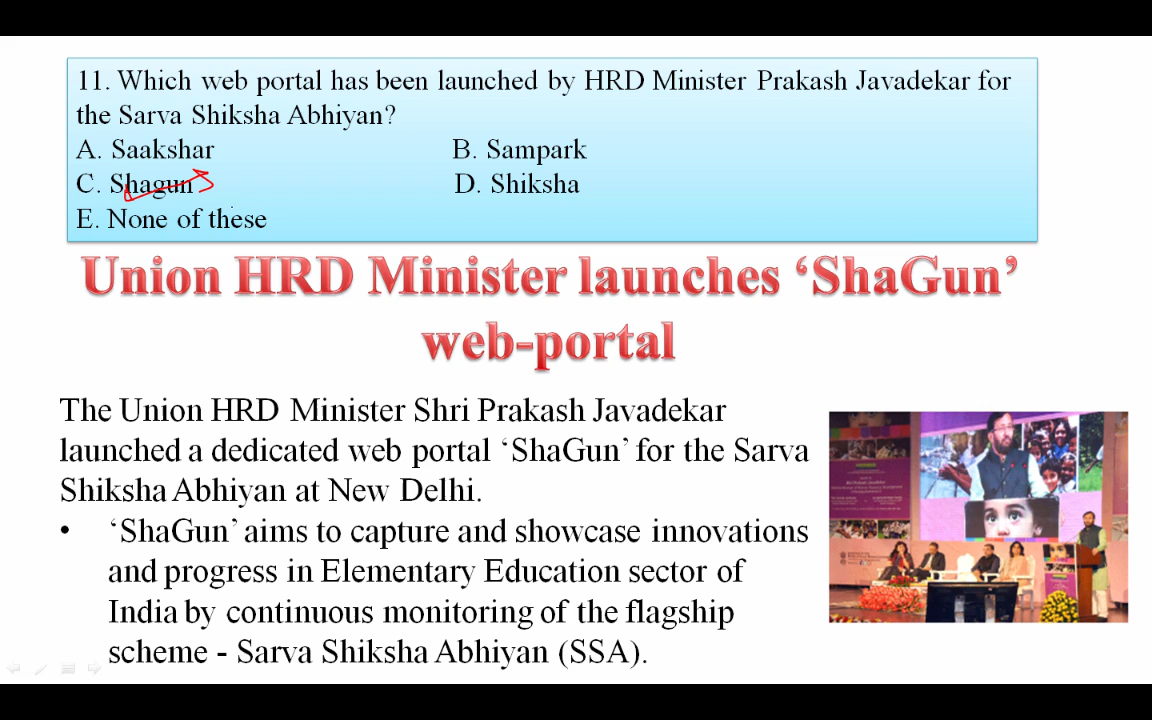 11. Which web portal has been launched by HRD Minister Prakash Javadekar for
the Sarva Shiksha Abhiyan?
A. Saakshar B. Sampark
C. Shagun D. Shiksha
E. None of these
Union HRD Minister launches ‘ShaGun’
web-portal
The Union HRD Minister Shri Prakash Javadekar
launched a dedicated web portal ‘ShaGun’ for the Sarva
Shiksha Abhiyan at New Delhi.
• ‘ShaGun’ aims to capture and showcase innovations
and progress in Elementary Education sector of
India by continuous monitoring of the flagship
scheme - Sarva Shiksha Abhiyan (SSA).